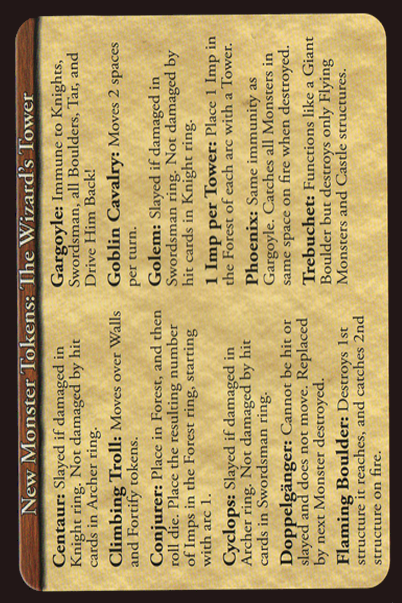 New Monster Tokens: The Wizard's Tower
Centaur: Slayed if damaged in
Knight ring. Not damaged by hit
cards in Archer ring.
Climbing Troll: Moves over Walls
and Fortify tokens.
Conjurer: Place in Forest, and then
roll die. Place the resulting number
of Imps in the Forest ring, starting
with arc 1.
Cyclops: Slayed if damaged in
Archer ring. Not damaged by hit
cards in Swordsman ring.
Doppelgänger: Cannot be hit or
slayed and does not move. Replaced
by next Monster destroyed.
Flaming Boulder: Destroys 1st
structure it reaches, and catches 2nd
structure on fire.
Gargoyle: Immune to Knights,
Swordsman, all Boulders, Tar, and
Drive Him Back!
Goblin Cavalry: Moves 2 spaces
per turn.
Golem: Slayed if damaged in
Swordsman ring. Not damaged by
hit cards in Knight ring.
1 Imp per Tower: Place 1 Imp in
the Forest of each arc with a Tower.
Phoenix: Same immunity as
Gargoyle. Catches all Monsters in
same space on fire when destroyed.
Trebuchet: Functions like a Giant
Boulder but destroys only Flying
Monsters and Castle structures.